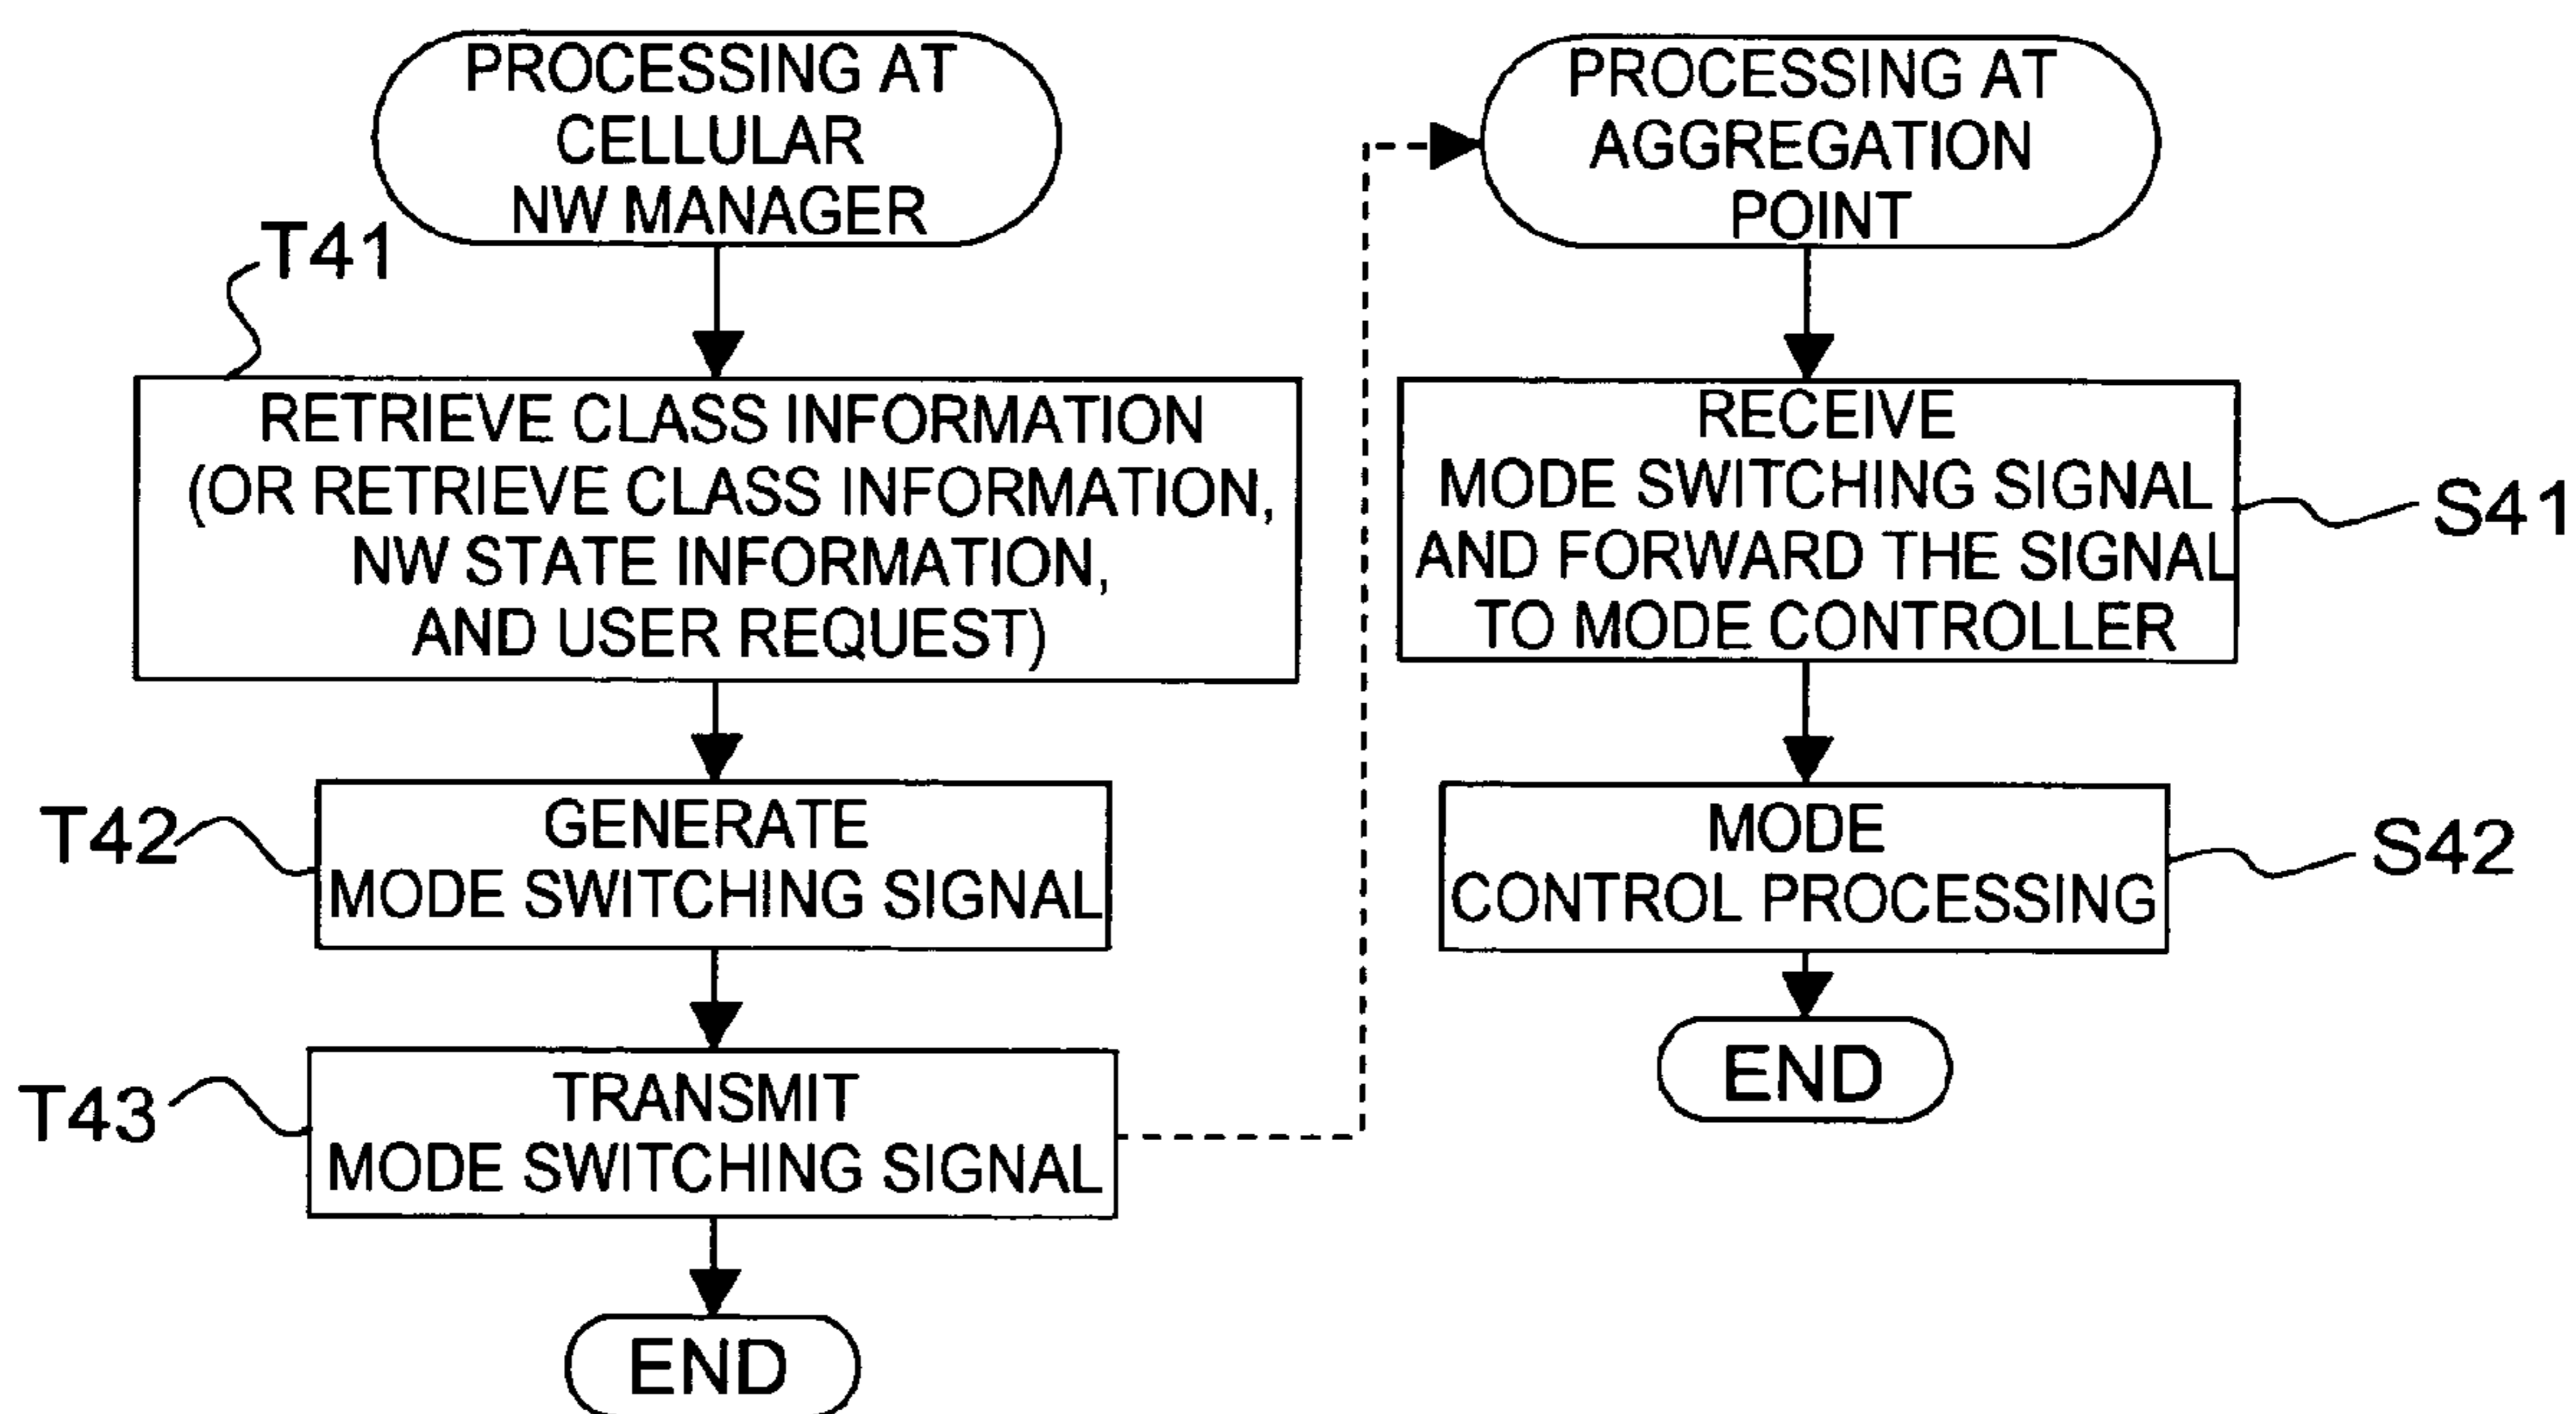 PROCESSING AT
CELLULAR
NW MANAGER
T41
RETRIEVE CLASS INFORMATION
(OR RETRIEVE CLASS INFORMATION,
NW STATE INFORMATION,
AND USER REQUEST)
T42
GENERATE
MODE SWITCHING SIGNAL
T43
TRANSMIT
MODE SWITCHING SIGNAL
END
PROCESSING AT
AGGREGATION
POINT
RECEIVE
MODE SWITCHING SIGNAL
AND FORWARD THE SIGNAL
TO MODE CONTROLLER
S41
MODE
CONTROL PROCESSING
S42
END